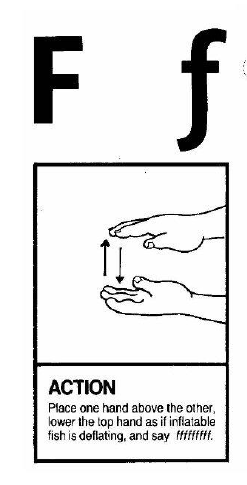 F f
ACTION
Place one hand above the other,
lower the top hand as if inflatable
fish is deflating, and say fffffffff.